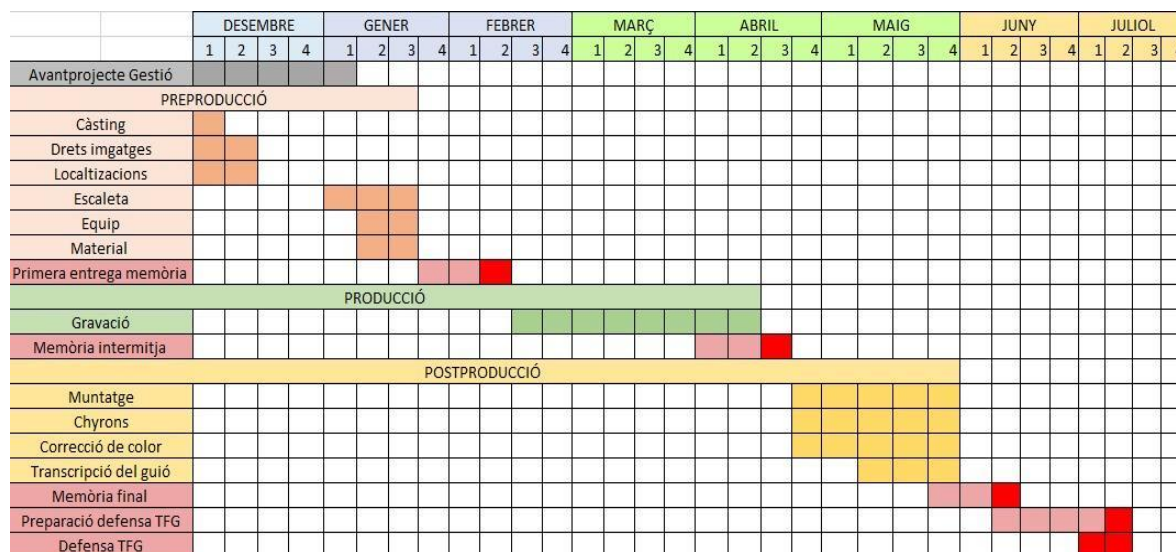 DESEMBRE GENER FEBRER MARÇ ABRIL MAIG JUNY JULIOL
1 2 3 4 1 2 3 4 1 2 3 4 1 2 3 4 1 2 3 4 1 2 3 4 1 2 3 4 1 2 3
Avantprojecte Gestió
PREPRODUCCIÓ
Càsting
Drets imgatges
Localtizacions
Escaleta
Equip
Material
Primera entrega memòria
PRODUCCIÓ
Gravació
Memòria intermitja
POSTPRODUCCIÓ
Muntatge
Chyrons
Correcció de color
Transcripció del guió
Memòria final
Preparació defensa TFG
Defensa TFG